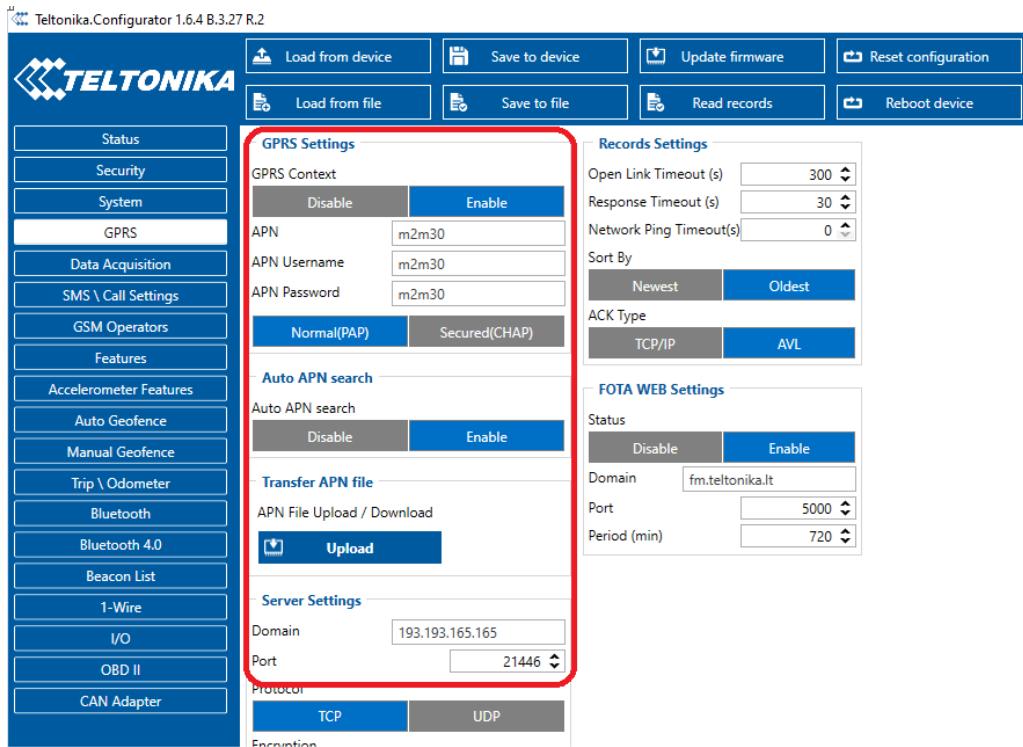 Teltonika.Configurator 1.6.4 B.3.27 R.2
TELTONIKA
Load from device
Save to device
Update firmware
Reset configuration
Load from file
Save to file
Read records
Reboot device
Status
Security
System
GPRS
Data Acquisition
SMS \ Call Settings
GSM Operators
Features
Accelerometer Features
Auto Geofence
Manual Geofence
Trip \ Odometer
Bluetooth
Bluetooth 4.0
Beacon List
1-Wire
I/O
OBD II
CAN Adapter
GPRS Settings
GPRS Context
Disable Enable
APN m2m30
APN Username m2m30
APN Password m2m30
Normal(PAP) Secured(CHAP)
Auto APN search
Auto APN search
Disable Enable
Transfer APN file
APN File Upload / Download
Upload
Server Settings
Domain 193.193.165.165
Port 21446
Protocol
TCP UDP
Encryption
Records Settings
Open Link Timeout (s) 300
Response Timeout (s) 30
Network Ping Timeout(s) 0
Sort By
Newest Oldest
ACK Type
TCP/IP AVL
FOTA WEB Settings
Status
Disable Enable
Domain fm.teltonika.lt
Port 5000
Period (min) 720